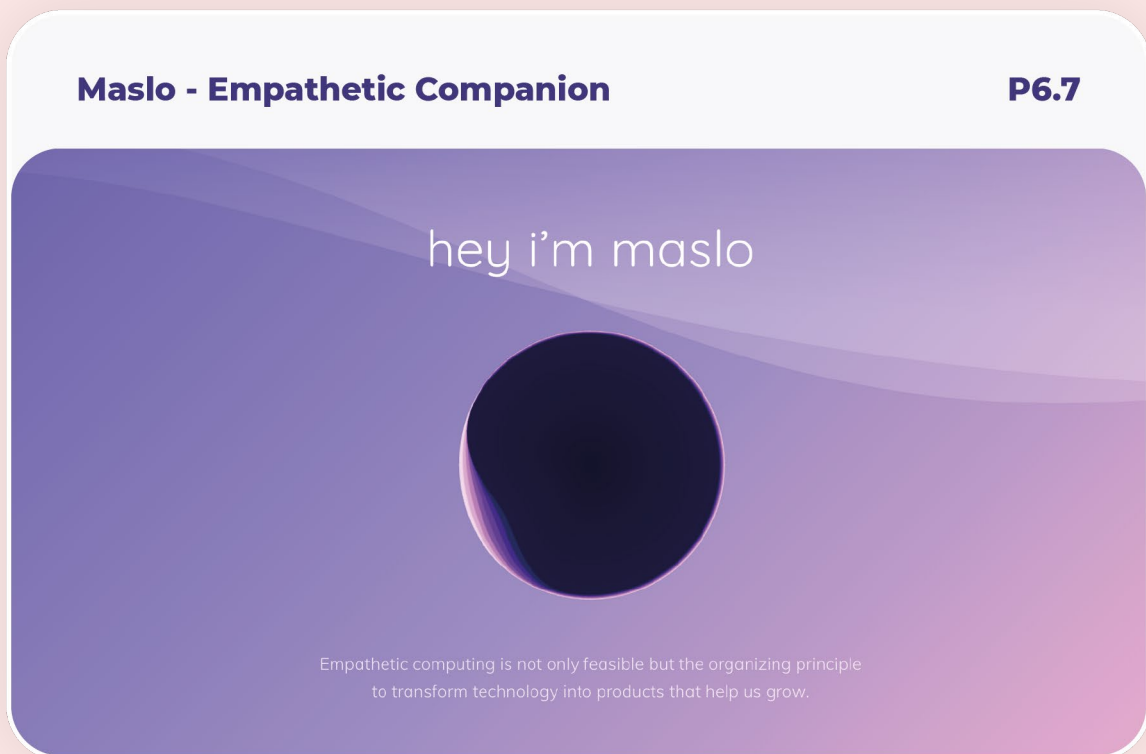 Maslo - Empathetic Companion
P6.7
hey i’m maslo
Empathetic computing is not only feasible but the organizing principle
to transform technology into products that help us grow.